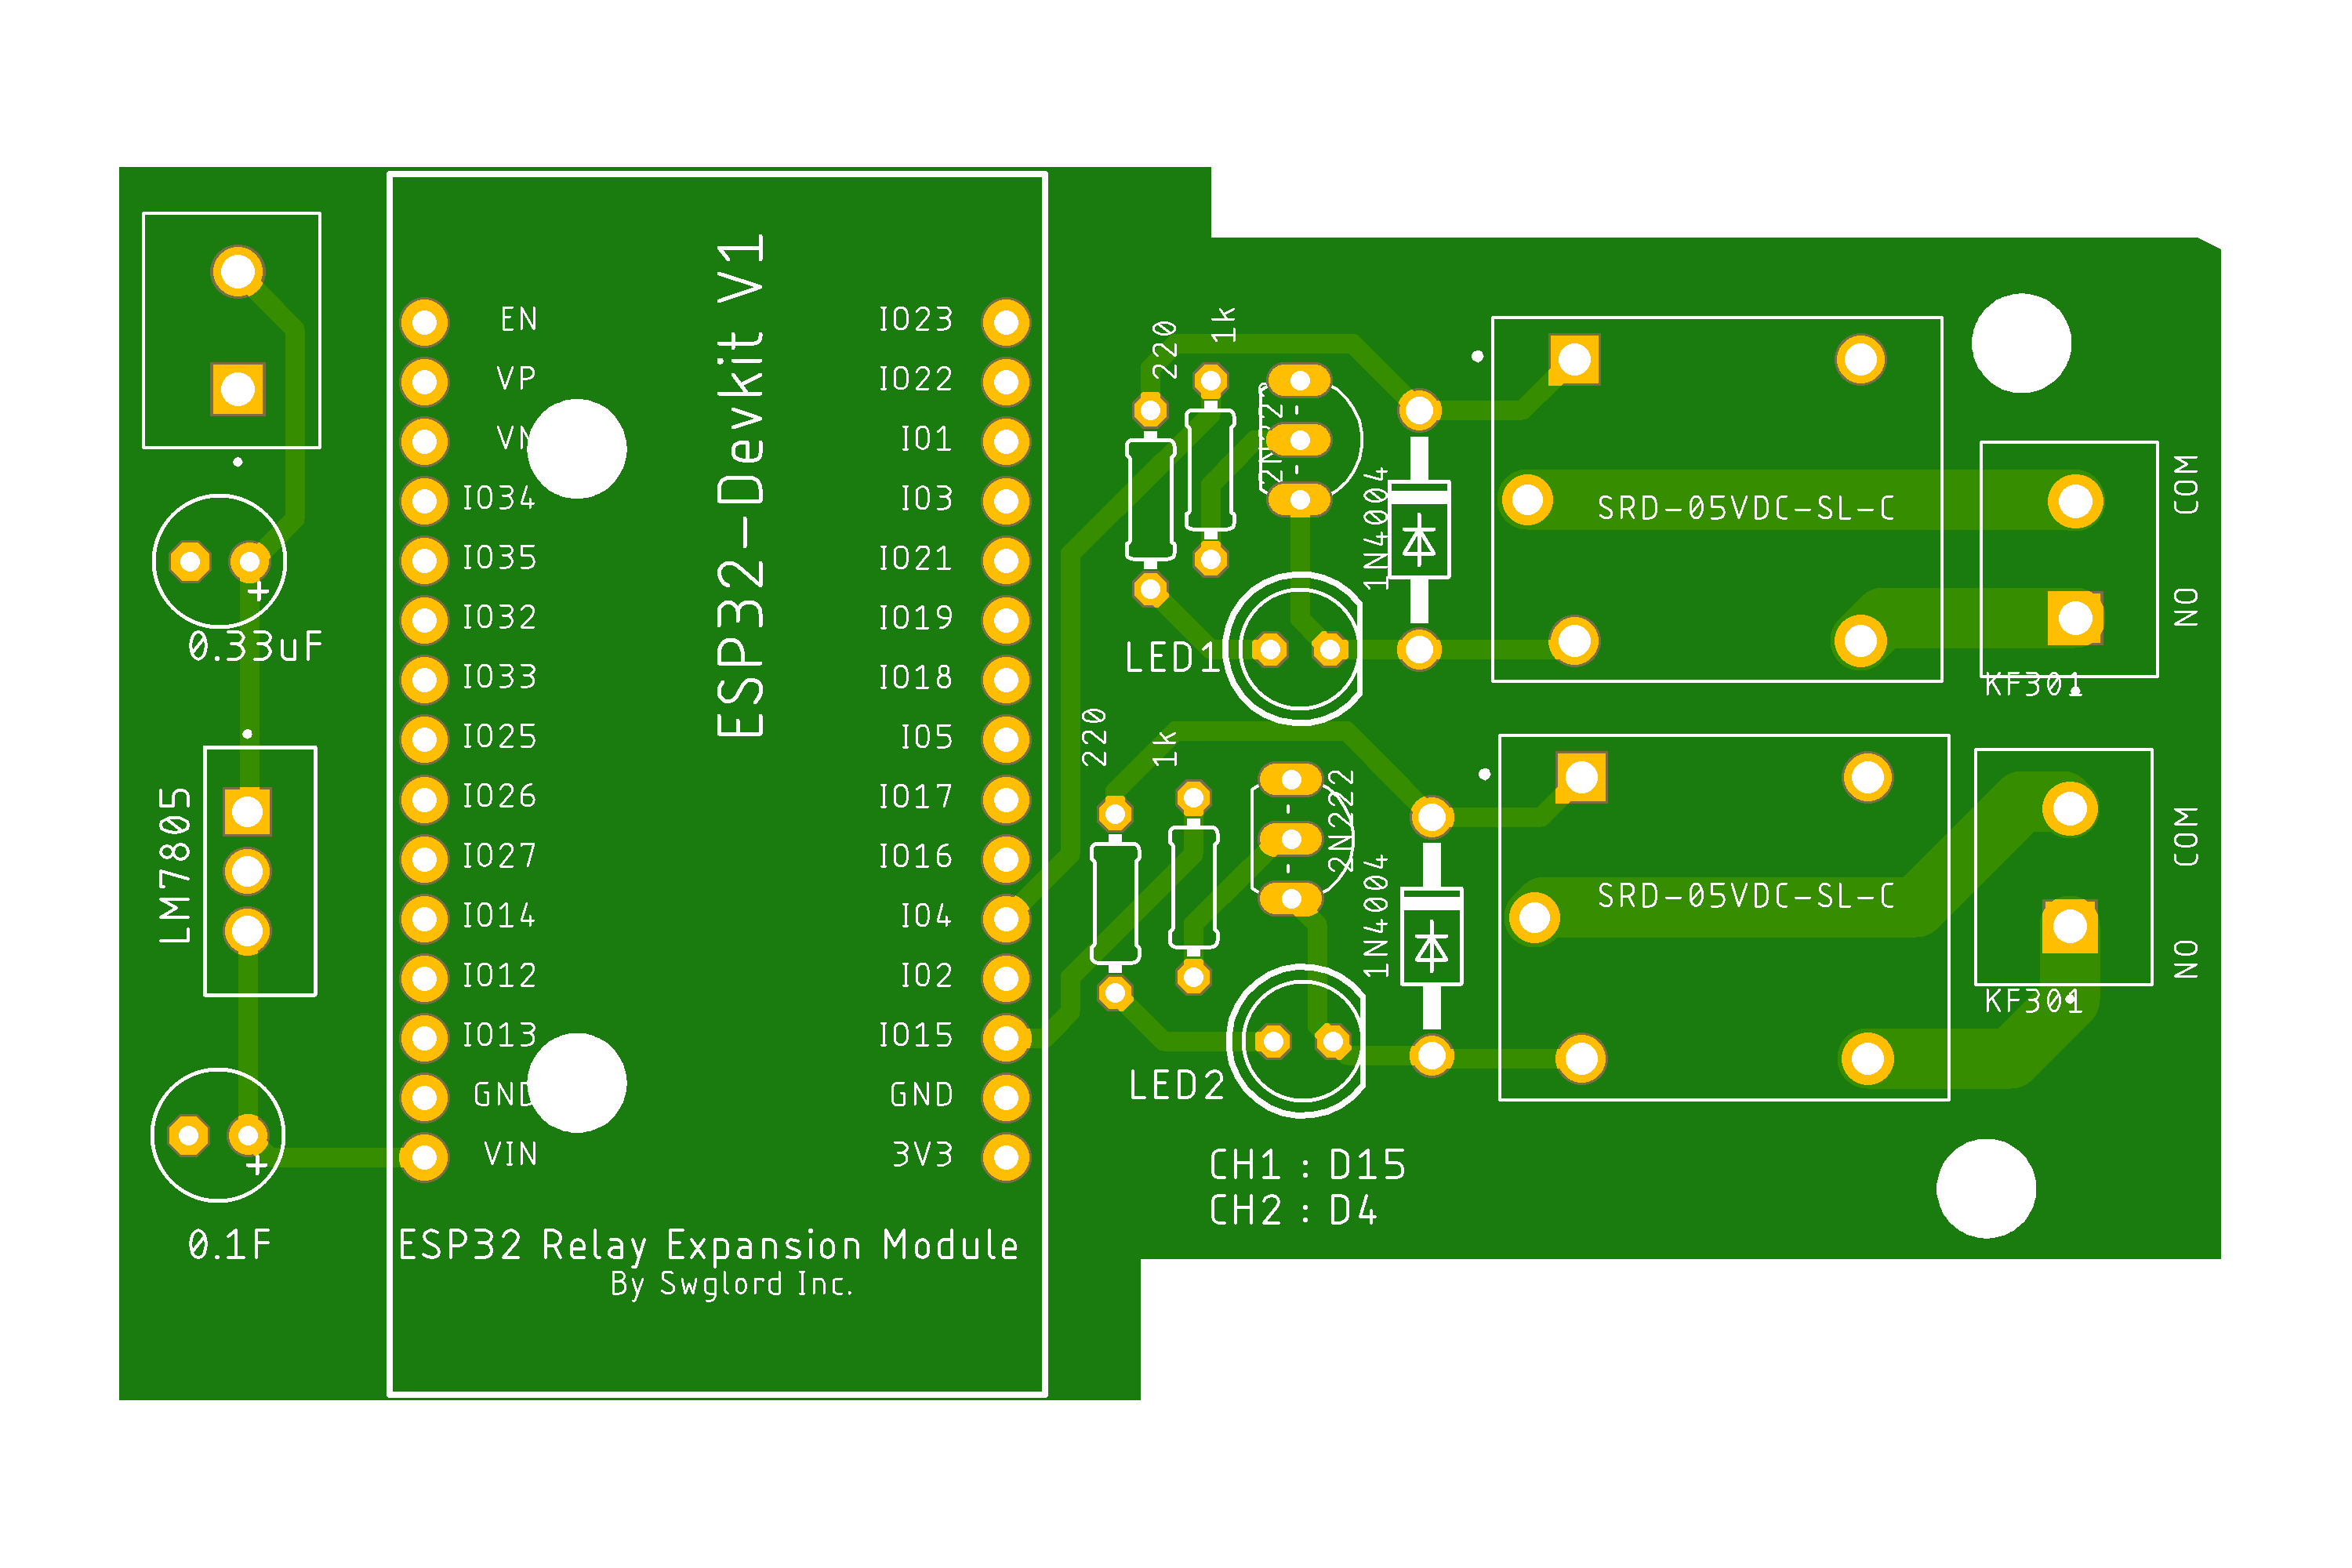 ESP32-Devkit V1
EN
VP
VN
IO34
IO35
IO32
IO33
IO25
IO26
IO27
IO14
IO12
IO13
GND
VIN
IO23
IO22
IO1
IO3
IO21
IO19
IO18
IO5
IO17
IO16
IO4
IO2
IO15
GND
3V3
0.33uF
+
LM7805
+
0.1F
ESP32 Relay Expansion Module
By Swglord Inc.
220
1k
2N222
1N4004
LED1
SRD-05VDC-SL-C
COM
NO
KF301
220
1k
2N222
1N4004
LED2
SRD-05VDC-SL-C
COM
NO
KF301
CH1 : D15
CH2 : D4